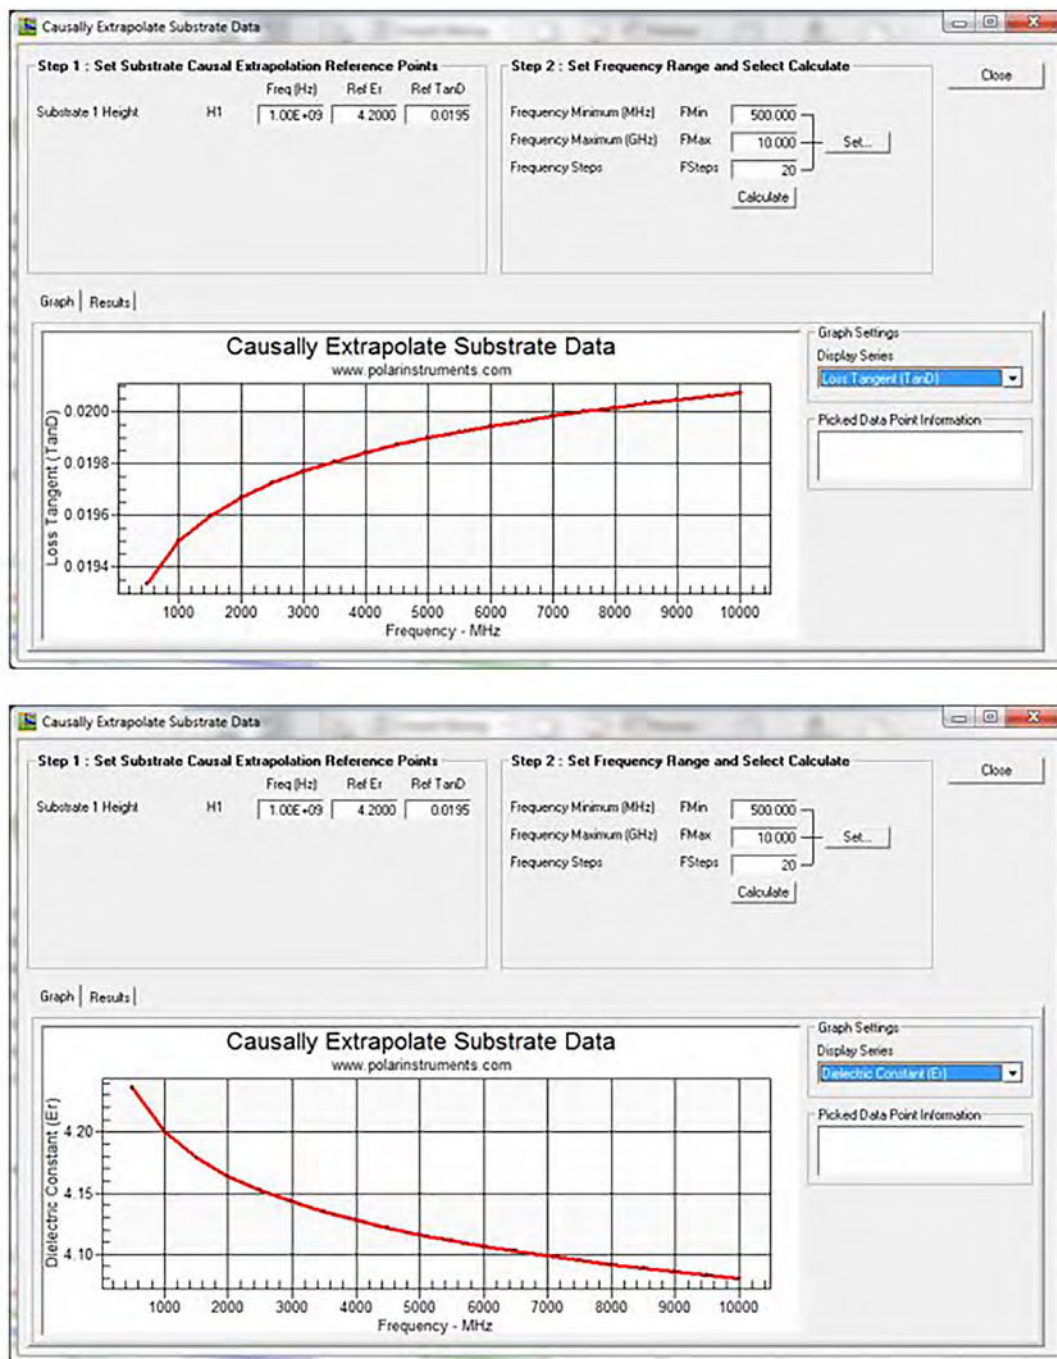 Causally Extrapolate Substrate Data
Step 1 : Set Substrate Causal Extrapolation Reference Points
Freq (Hz) Ref Er Ref TanD
Substrate 1 Height H1 1.00E+09 4.2000 0.0195
Step 2 : Set Frequency Range and Select Calculate
Frequency Minimum (MHz) FMin 500.000
Frequency Maximum (GHz) FMax 10.000 Set...
Frequency Steps FSteps 20
Calculate
Close
Graph Results
Causally Extrapolate Substrate Data
www.polarinstruments.com
Loss Tangent (TanD)
0.0200
0.0198
0.0196
0.0194
1000 2000 3000 4000 5000 6000 7000 8000 9000 10000
Frequency - MHz
Graph Settings
Display Series
Loss Tangent (TanD)
Picked Data Point Information
Causally Extrapolate Substrate Data
Step 1 : Set Substrate Causal Extrapolation Reference Points
Freq (Hz) Ref Er Ref TanD
Substrate 1 Height H1 1.00E+09 4.2000 0.0195
Step 2 : Set Frequency Range and Select Calculate
Frequency Minimum (MHz) FMin 500.000
Frequency Maximum (GHz) FMax 10.000 Set...
Frequency Steps FSteps 20
Calculate
Close
Graph Results
Causally Extrapolate Substrate Data
www.polarinstruments.com
Dielectric Constant (Er)
4.20
4.15
4.10
1000 2000 3000 4000 5000 6000 7000 8000 9000 10000
Frequency - MHz
Graph Settings
Display Series
Dielectric Constant (Er)
Picked Data Point Information